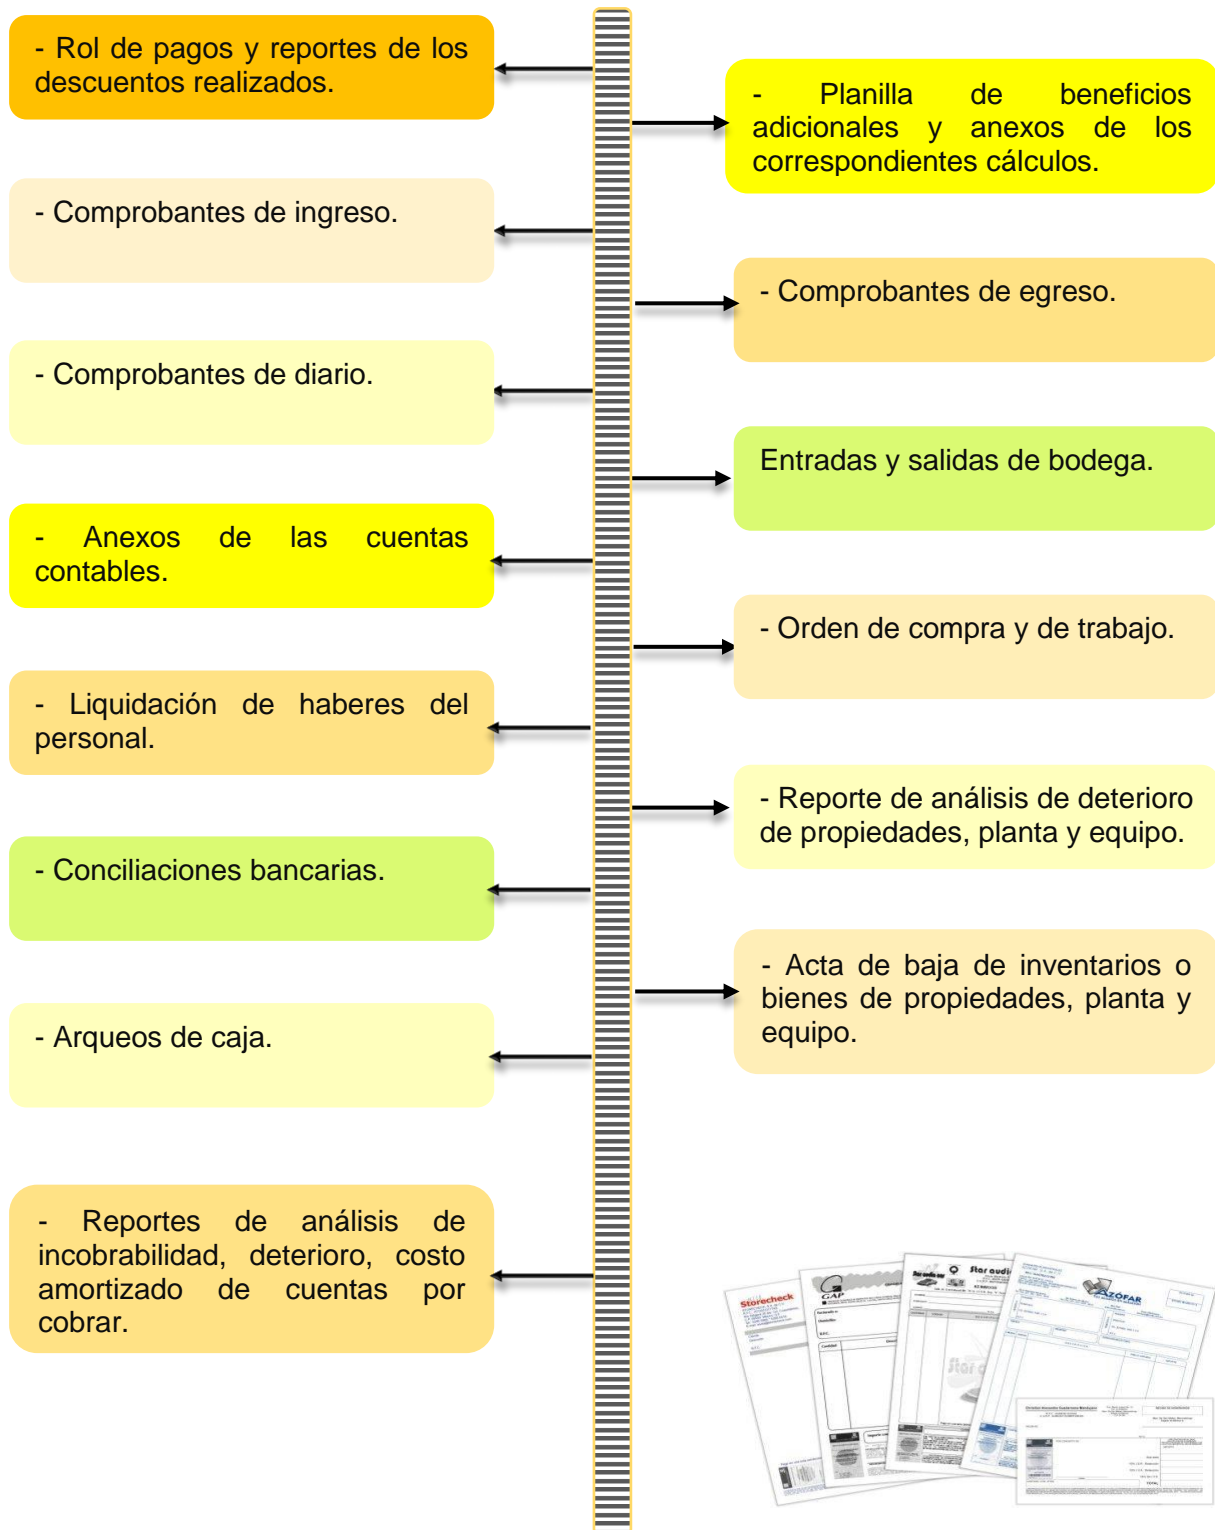 - Rol de pagos y reportes de los
descuentos realizados.
- Planilla de beneficios
adicionales y anexos de los
correspondientes cálculos.
- Comprobantes de ingreso.
- Comprobantes de egreso.
- Comprobantes de diario.
Entradas y salidas de bodega.
- Anexos de las cuentas
contables.
- Orden de compra y de trabajo.
- Liquidación de haberes del
personal.
- Reporte de análisis de deterioro
de propiedades, planta y equipo.
- Conciliaciones bancarias.
- Acta de baja de inventarios o
bienes de propiedades, planta y
equipo.
- Arqueos de caja.
- Reportes de análisis de
incobrabilidad, deterioro, costo
amortizado de cuentas por
cobrar.
Storecheck
GAP
Star audio
AZÓFAR
TOTAL